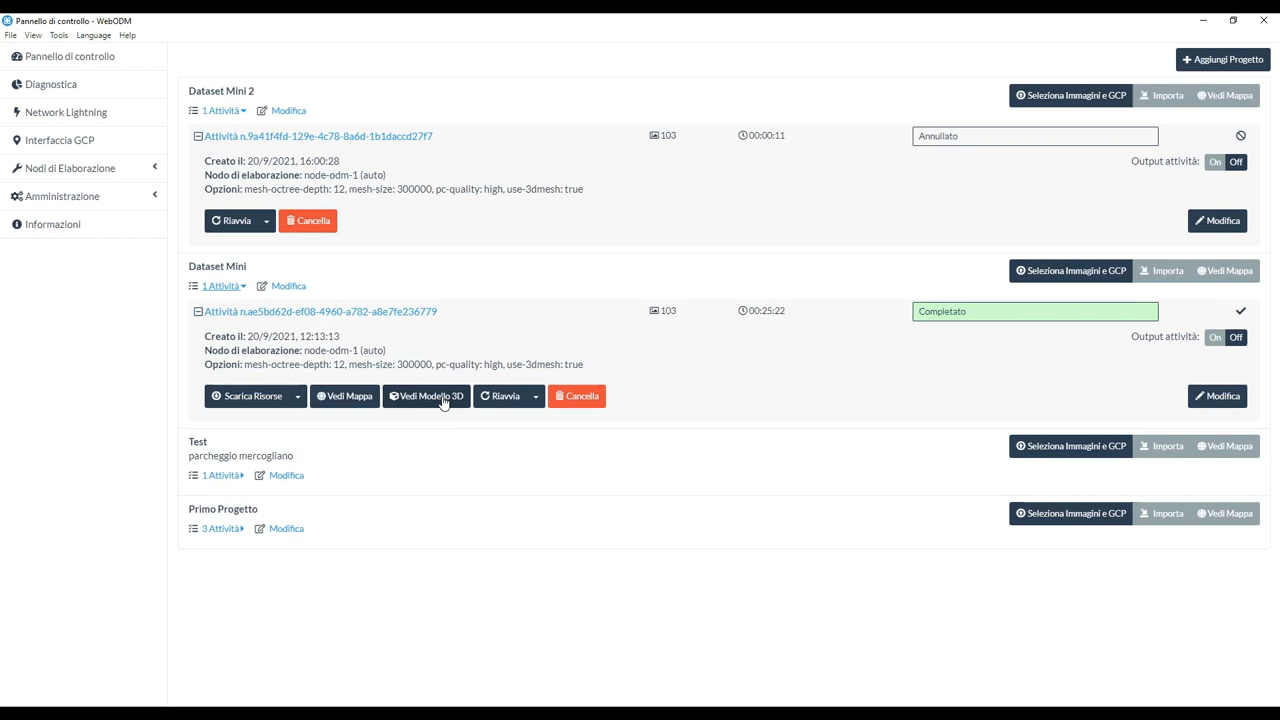 Pannello di controllo - WebODM
File View Tools Language Help
Pannello di controllo
Diagnostica
Network Lightning
Interfaccia GCP
Nodi di Elaborazione
Amministrazione
Informazioni
Aggiungi Progetto
Dataset Mini 2
Seleziona Immagini e GCP Importa Vedi Mappa
1 Attività Modifica
Attività n.9a41f4fd-129e-4c78-8a6d-1b1daccd27f7 103 00:00:11 Annullato
Creato il: 20/9/2021, 16:00:28 Output attività: On Off
Nodo di elaborazione: node-odm-1 (auto)
Opzioni: mesh-octree-depth: 12, mesh-size: 300000, pc-quality: high, use-3dmesh: true
Riavvia Cancella Modifica
Dataset Mini
Seleziona Immagini e GCP Importa Vedi Mappa
1 Attività Modifica
Attività n.ae5bd62d-ef08-4960-a782-a8e7fe236779 103 00:25:22 Completato
Creato il: 20/9/2021, 12:13:13 Output attività: On Off
Nodo di elaborazione: node-odm-1 (auto)
Opzioni: mesh-octree-depth: 12, mesh-size: 300000, pc-quality: high, use-3dmesh: true
Scarica Risorse Vedi Mappa Vedi Modello 3D Riavvia Cancella Modifica
Test
Seleziona Immagini e GCP Importa Vedi Mappa
parcheggio mercogliano
1 Attività Modifica
Primo Progetto
Seleziona Immagini e GCP Importa Vedi Mappa
3 Attività Modifica